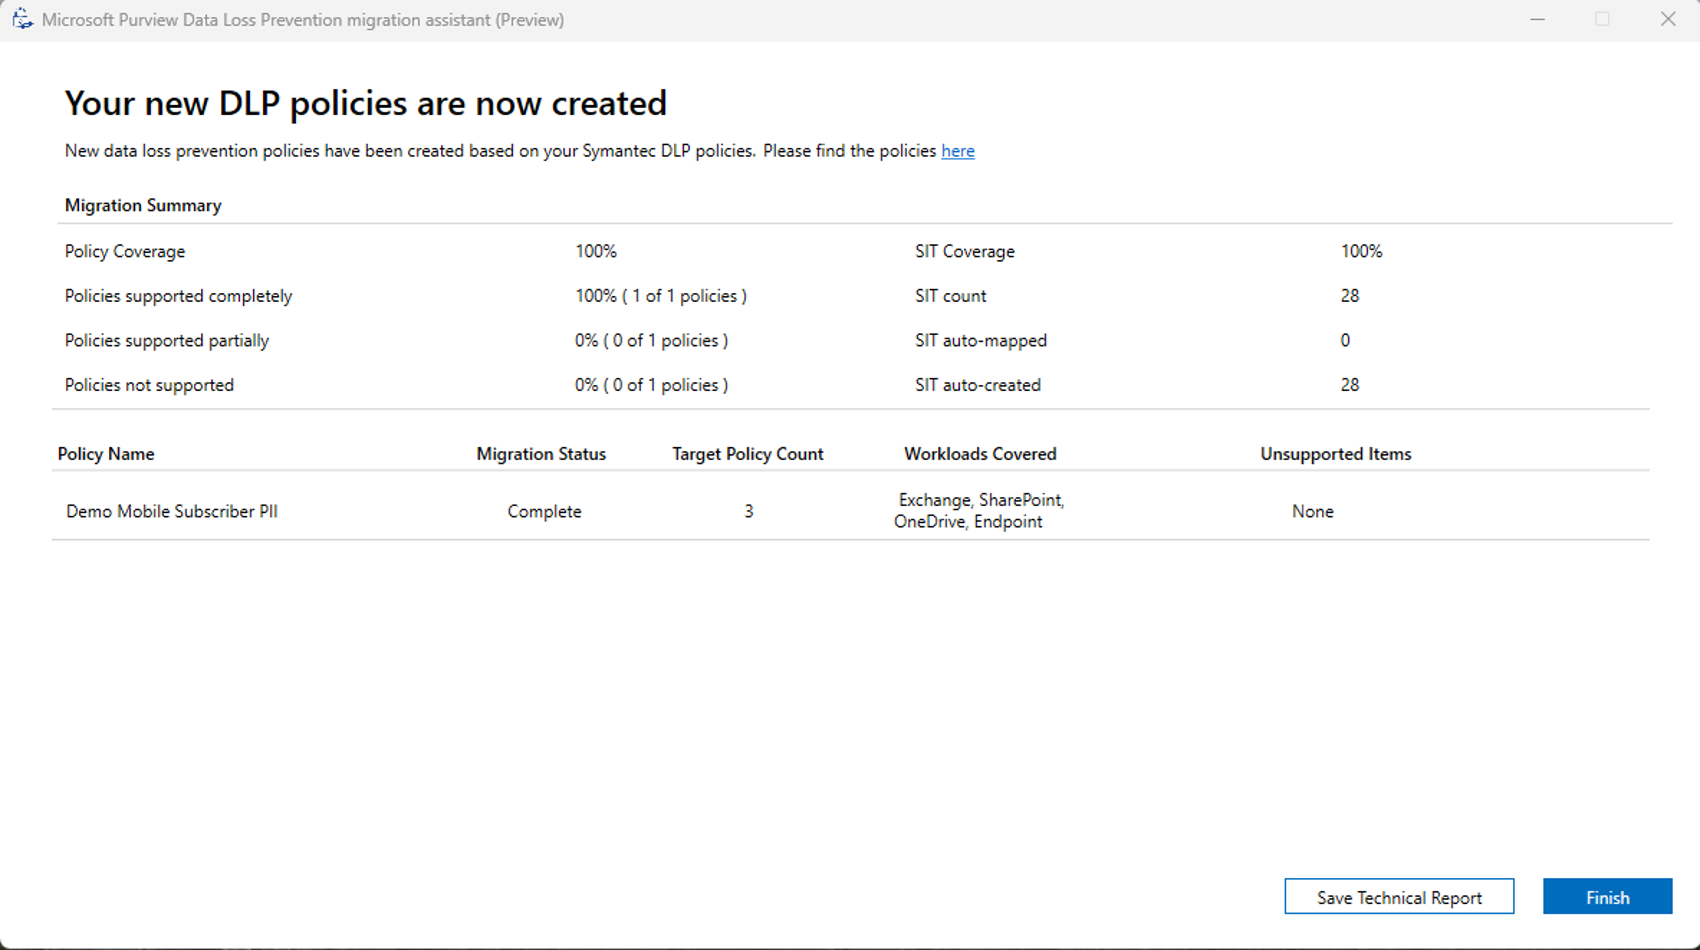 Microsoft Purview Data Loss Prevention migration assistant (Preview)
Your new DLP policies are now created
New data loss prevention policies have been created based on your Symantec DLP policies. Please find the policies here
Migration Summary
Policy Coverage 100% SIT Coverage 100%
Policies supported completely 100% ( 1 of 1 policies ) SIT count 28
Policies supported partially 0% ( 0 of 1 policies ) SIT auto-mapped 0
Policies not supported 0% ( 0 of 1 policies ) SIT auto-created 28
Policy Name Migration Status Target Policy Count Workloads Covered Unsupported Items
Demo Mobile Subscriber PII Complete 3 Exchange, SharePoint, None
OneDrive, Endpoint
Save Technical Report Finish